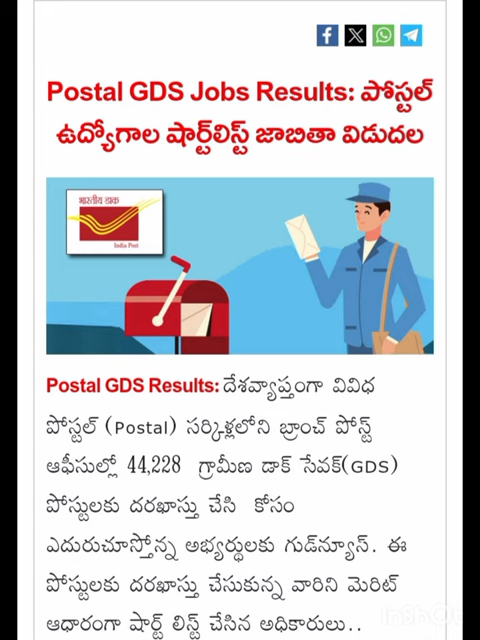 Postal GDS Jobs Results: పోస్టల్
ఉద్యోగాల షార్ట్‌లిస్ట్ జాబితా విడుదల
भारतीय डाक
India Post
Postal GDS Results: దేశవ్యాప్తంగా వివిధ
పోస్టల్ (Postal) సర్కిళ్లలోని బ్రాంచ్ పోస్ట్
ఆఫీసుల్లో 44,228 గ్రామీణ డాక్ సేవక్(GDS)
పోస్టులకు దరఖాస్తు చేసి కోసం
ఎదురుచూస్తోన్న అభ్యర్థులకు గుడ్‌న్యూస్. ఈ
పోస్టులకు దరఖాస్తు చేసుకున్న వారిని మెరిట్
ఆధారంగా షార్ట్ లిస్ట్ చేసిన అధికారులు..
InShOt